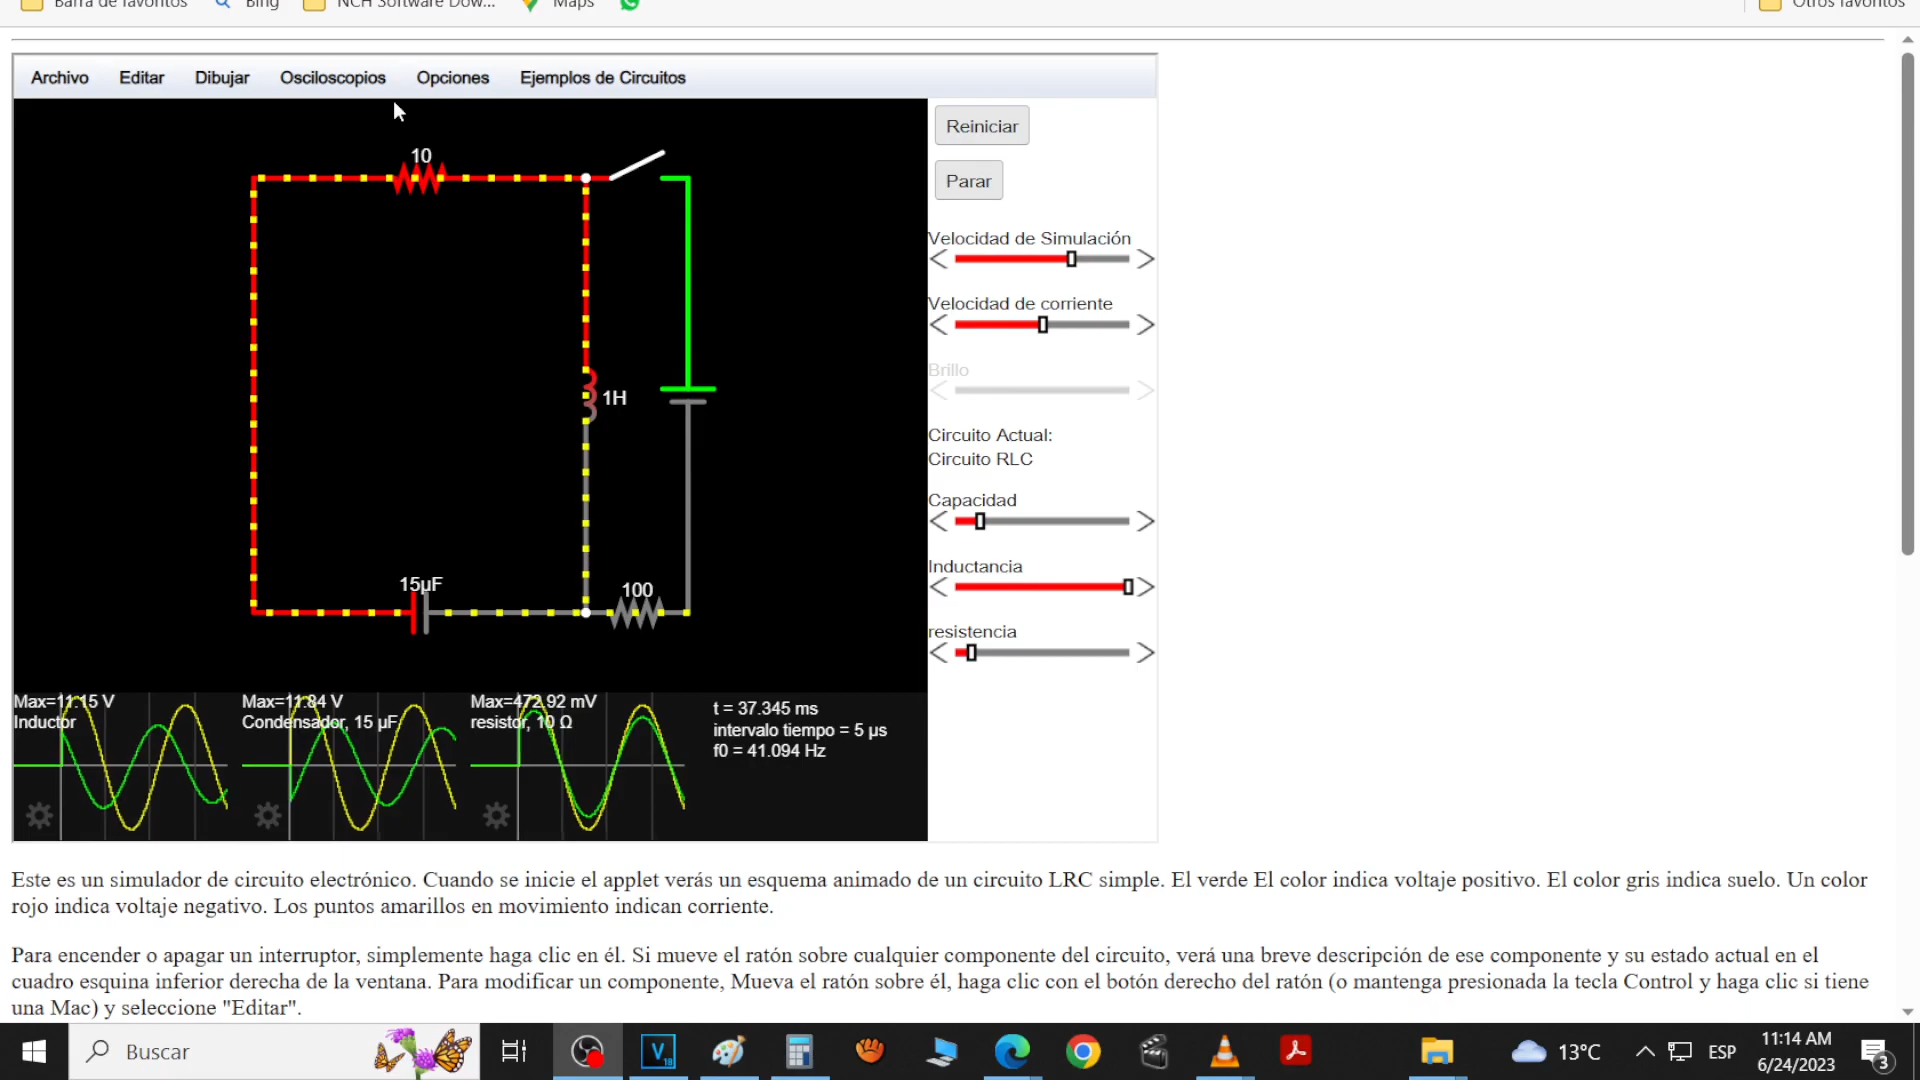 Barra de favoritos Bing NCH Software Dow... Maps Otros favoritos
Archivo Editar Dibujar Osciloscopios Opciones Ejemplos de Circuitos
Reiniciar
Parar
10
Velocidad de Simulación
Velocidad de corriente
Brillo
1H
Circuito Actual:
Circuito RLC
Capacidad
Inductancia
15µF
100
resistencia
Max=11.15 V
Inductor
Max=11.84 V
Condensador, 15 µF
Max=472.92 mV
resistor, 10 Ω
t = 37.345 ms
intervalo tiempo = 5 µs
f0 = 41.094 Hz
Este es un simulador de circuito electrónico. Cuando se inicie el applet verás un esquema animado de un circuito LRC simple. El verde El color indica voltaje positivo. El color gris indica suelo. Un color
rojo indica voltaje negativo. Los puntos amarillos en movimiento indican corriente.
Para encender o apagar un interruptor, simplemente haga clic en él. Si mueve el ratón sobre cualquier componente del circuito, verá una breve descripción de ese componente y su estado actual en el
cuadro esquina inferior derecha de la ventana. Para modificar un componente, Mueva el ratón sobre él, haga clic con el botón derecho del ratón (o mantenga presionada la tecla Control y haga clic si tiene
una Mac) y seleccione "Editar".
Buscar
13°C
ESP
11:14 AM
6/24/2023
3